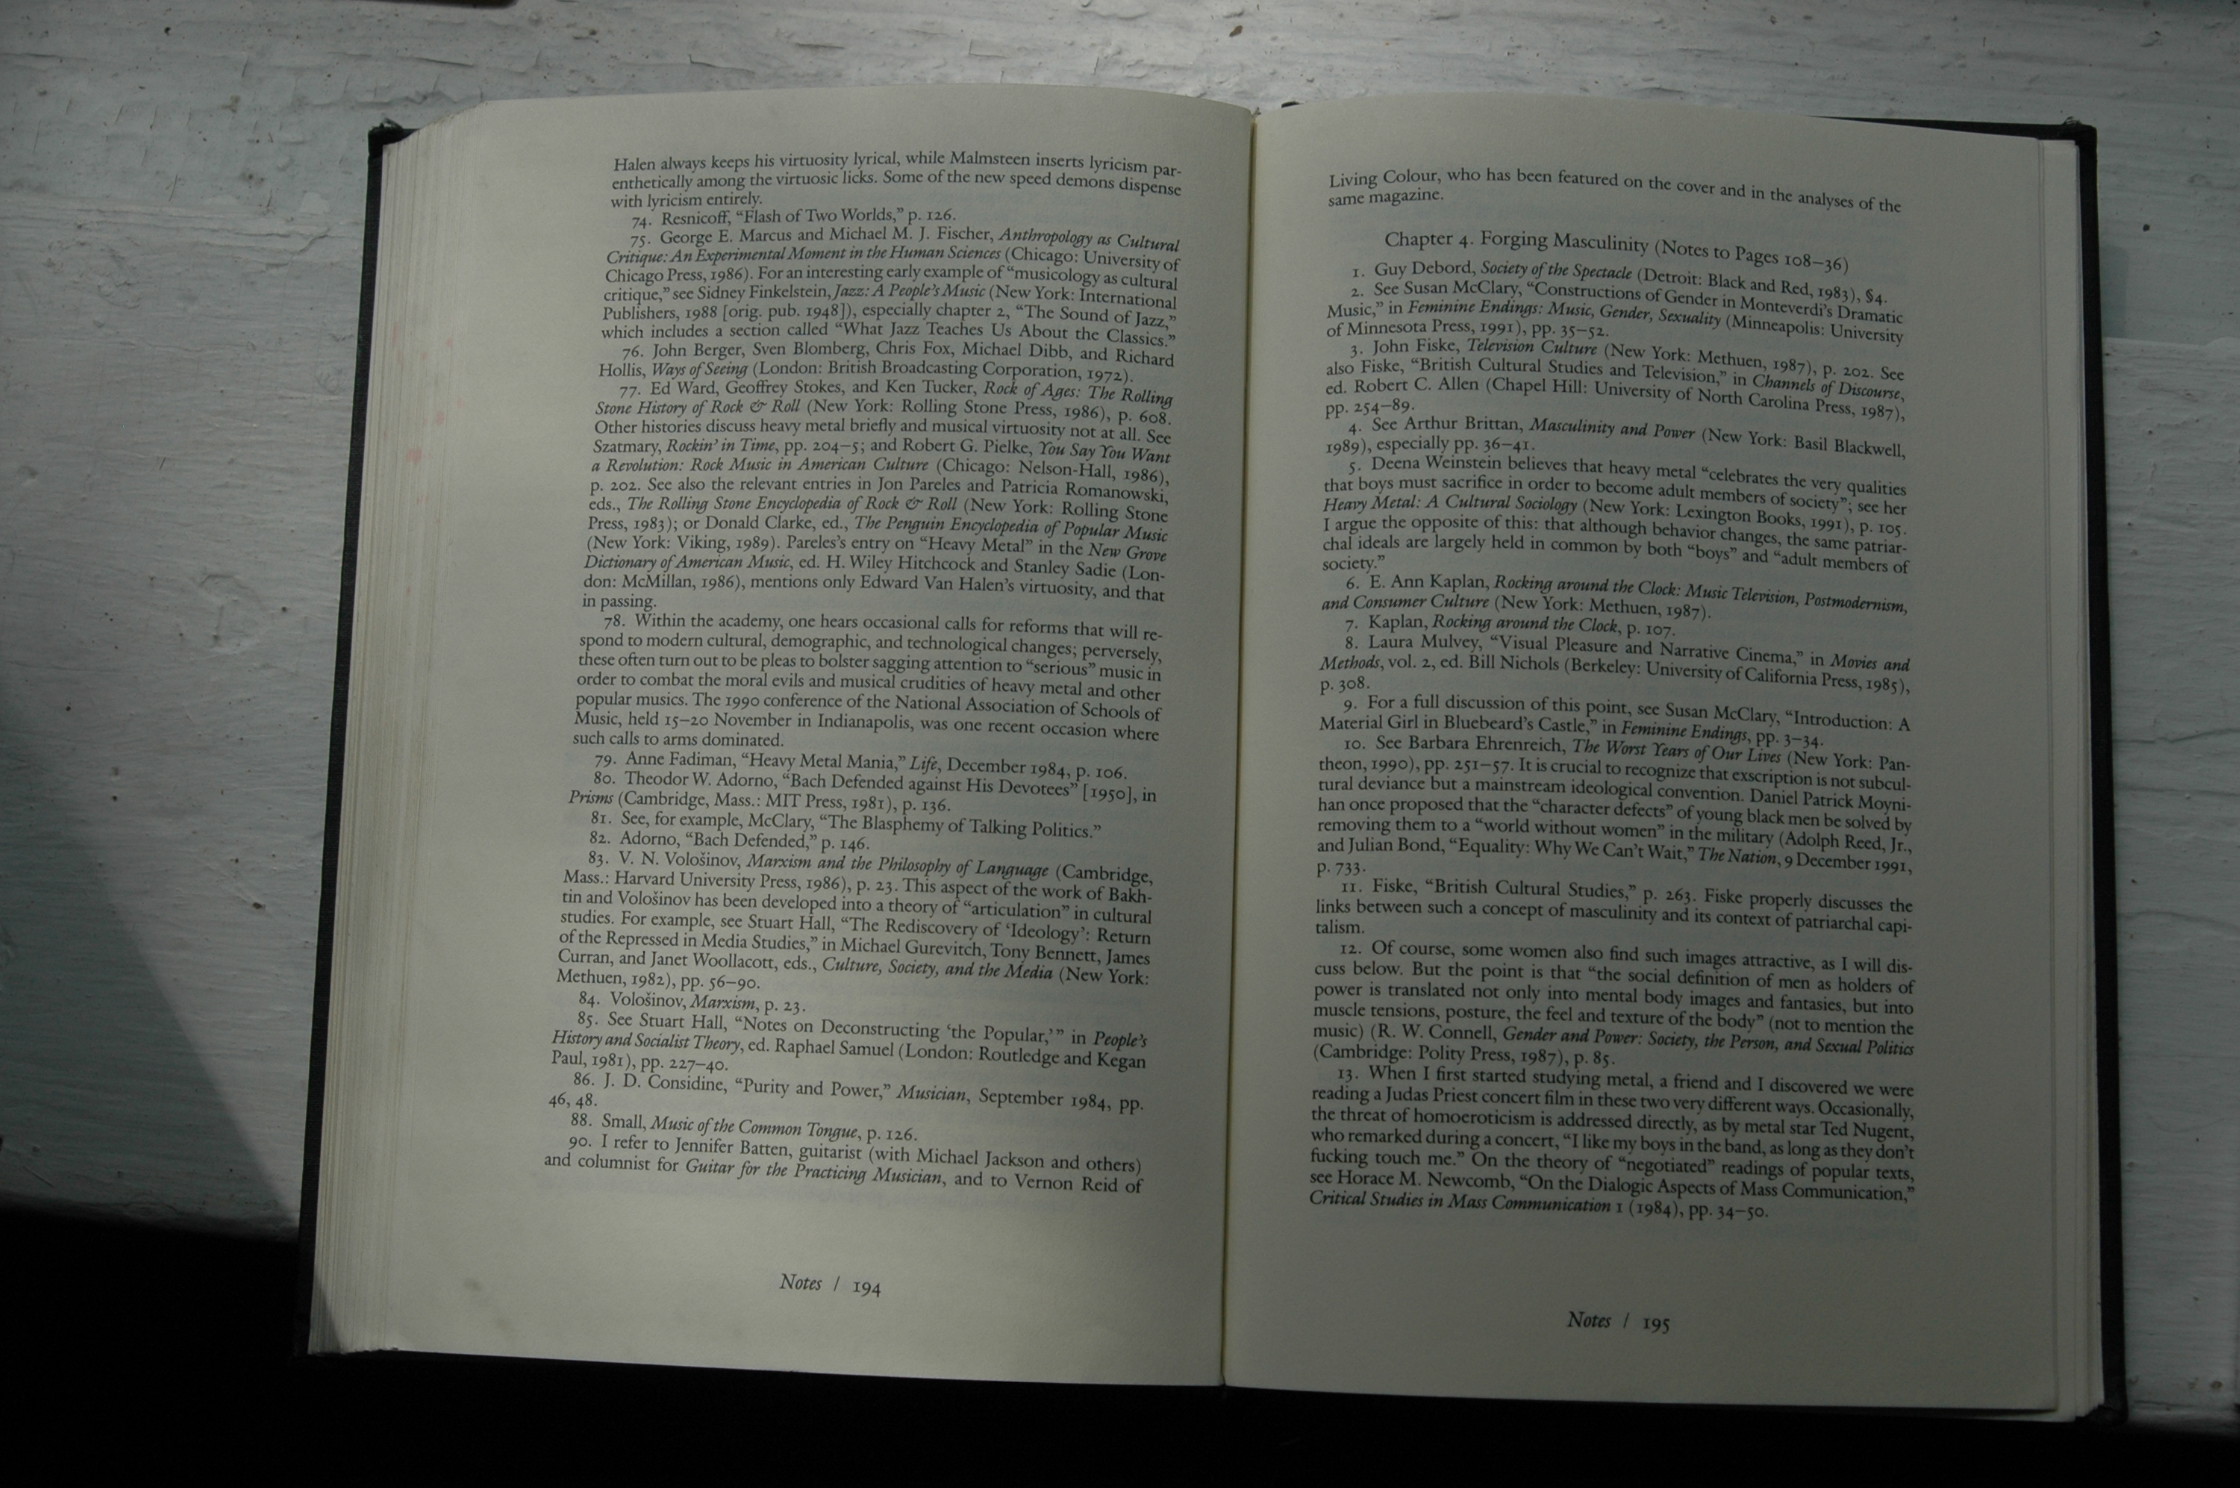 Halen always keeps his virtuosity lyrical, while Malmsteen inserts lyricism par-
enthetically among the virtuosic licks. Some of the new speed demons dispense
with lyricism entirely.
74. Resnicoff, “Flash of Two Worlds,” p. 126.
75. George E. Marcus and Michael M. J. Fischer, Anthropology as Cultural
Critique: An Experimental Moment in the Human Sciences (Chicago: University of
Chicago Press, 1986). For an interesting early example of “musicology as cultural
critique,” see Sidney Finkelstein, Jazz: A People’s Music (New York: International
Publishers, 1988 [orig. pub. 1948]), especially chapter 2, “The Sound of Jazz,”
which includes a section called “What Jazz Teaches Us About the Classics.”
76. John Berger, Sven Blomberg, Chris Fox, Michael Dibb, and Richard
Hollis, Ways of Seeing (London: British Broadcasting Corporation, 1972).
77. Ed Ward, Geoffrey Stokes, and Ken Tucker, Rock of Ages: The Rolling
Stone History of Rock & Roll (New York: Rolling Stone Press, 1986), p. 608.
Other histories discuss heavy metal briefly and musical virtuosity not at all. See
Szatmary, Rockin’ in Time, pp. 204–5; and Robert G. Pielke, You Say You Want
a Revolution: Rock Music in American Culture (Chicago: Nelson-Hall, 1986),
p. 202. See also the relevant entries in Jon Pareles and Patricia Romanowski,
eds., The Rolling Stone Encyclopedia of Rock & Roll (New York: Rolling Stone
Press, 1983); or Donald Clarke, ed., The Penguin Encyclopedia of Popular Music
(New York: Viking, 1989). Pareles’s entry on “Heavy Metal” in the New Grove
Dictionary of American Music, ed. H. Wiley Hitchcock and Stanley Sadie (Lon-
don: McMillan, 1986), mentions only Edward Van Halen’s virtuosity, and that
in passing.
78. Within the academy, one hears occasional calls for reforms that will re-
spond to modern cultural, demographic, and technological changes; perversely,
these often turn out to be pleas to bolster sagging attention to “serious” music in
order to combat the moral evils and musical crudities of heavy metal and other
popular musics. The 1990 conference of the National Association of Schools of
Music, held 15–20 November in Indianapolis, was one recent occasion where
such calls to arms dominated.
79. Anne Fadiman, “Heavy Metal Mania,” Life, December 1984, p. 106.
80. Theodor W. Adorno, “Bach Defended against His Devotees” [1950], in
Prisms (Cambridge, Mass.: MIT Press, 1981), p. 136.
81. See, for example, McClary, “The Blasphemy of Talking Politics.”
82. Adorno, “Bach Defended,” p. 146.
83. V. N. Vološinov, Marxism and the Philosophy of Language (Cambridge,
Mass.: Harvard University Press, 1986), p. 23. This aspect of the work of Bakh-
tin and Vološinov has been developed into a theory of “articulation” in cultural
studies. For example, see Stuart Hall, “The Rediscovery of ‘Ideology’: Return
of the Repressed in Media Studies,” in Michael Gurevitch, Tony Bennett, James
Curran, and Janet Woollacott, eds., Culture, Society, and the Media (New York:
Methuen, 1982), pp. 56–90.
84. Vološinov, Marxism, p. 23.
85. See Stuart Hall, “Notes on Deconstructing ‘the Popular,’” in People’s
History and Socialist Theory, ed. Raphael Samuel (London: Routledge and Kegan
Paul, 1981), pp. 227–40.
86. J. D. Considine, “Purity and Power,” Musician, September 1984, pp.
46, 48.
88. Small, Music of the Common Tongue, p. 126.
90. I refer to Jennifer Batten, guitarist (with Michael Jackson and others)
and columnist for Guitar for the Practicing Musician, and to Vernon Reid of
Notes / 194
Living Colour, who has been featured on the cover and in the analyses of the
same magazine.
Chapter 4. Forging Masculinity (Notes to Pages 108–36)
1. Guy Debord, Society of the Spectacle (Detroit: Black and Red, 1983), §4.
2. See Susan McClary, “Constructions of Gender in Monteverdi’s Dramatic
Music,” in Feminine Endings: Music, Gender, Sexuality (Minneapolis: University
of Minnesota Press, 1991), pp. 35–52.
3. John Fiske, Television Culture (New York: Methuen, 1987), p. 202. See
also Fiske, “British Cultural Studies and Television,” in Channels of Discourse,
ed. Robert C. Allen (Chapel Hill: University of North Carolina Press, 1987),
pp. 254–89.
4. See Arthur Brittan, Masculinity and Power (New York: Basil Blackwell,
1989), especially pp. 36–41.
5. Deena Weinstein believes that heavy metal “celebrates the very qualities
that boys must sacrifice in order to become adult members of society”; see her
Heavy Metal: A Cultural Sociology (New York: Lexington Books, 1991), p. 105.
I argue the opposite of this: that although behavior changes, the same patriar-
chal ideals are largely held in common by both “boys” and “adult members of
society.”
6. E. Ann Kaplan, Rocking around the Clock: Music Television, Postmodernism,
and Consumer Culture (New York: Methuen, 1987).
7. Kaplan, Rocking around the Clock, p. 107.
8. Laura Mulvey, “Visual Pleasure and Narrative Cinema,” in Movies and
Methods, vol. 2, ed. Bill Nichols (Berkeley: University of California Press, 1985),
p. 308.
9. For a full discussion of this point, see Susan McClary, “Introduction: A
Material Girl in Bluebeard’s Castle,” in Feminine Endings, pp. 3–34.
10. See Barbara Ehrenreich, The Worst Years of Our Lives (New York: Pan-
theon, 1990), pp. 251–57. It is crucial to recognize that exscription is not subcul-
tural deviance but a mainstream ideological convention. Daniel Patrick Moyni-
han once proposed that the “character defects” of young black men be solved by
removing them to a “world without women” in the military (Adolph Reed, Jr.,
and Julian Bond, “Equality: Why We Can’t Wait,” The Nation, 9 December 1991,
p. 733.
11. Fiske, “British Cultural Studies,” p. 263. Fiske properly discusses the
links between such a concept of masculinity and its context of patriarchal capi-
talism.
12. Of course, some women also find such images attractive, as I will dis-
cuss below. But the point is that “the social definition of men as holders of
power is translated not only into mental body images and fantasies, but into
muscle tensions, posture, the feel and texture of the body” (not to mention the
music) (R. W. Connell, Gender and Power: Society, the Person, and Sexual Politics
(Cambridge: Polity Press, 1987), p. 85.
13. When I first started studying metal, a friend and I discovered we were
reading a Judas Priest concert film in these two very different ways. Occasionally,
the threat of homoeroticism is addressed directly, as by metal star Ted Nugent,
who remarked during a concert, “I like my boys in the band, as long as they don’t
fucking touch me.” On the theory of “negotiated” readings of popular texts,
see Horace M. Newcomb, “On the Dialogic Aspects of Mass Communication,”
Critical Studies in Mass Communication 1 (1984), pp. 34–50.
Notes / 195